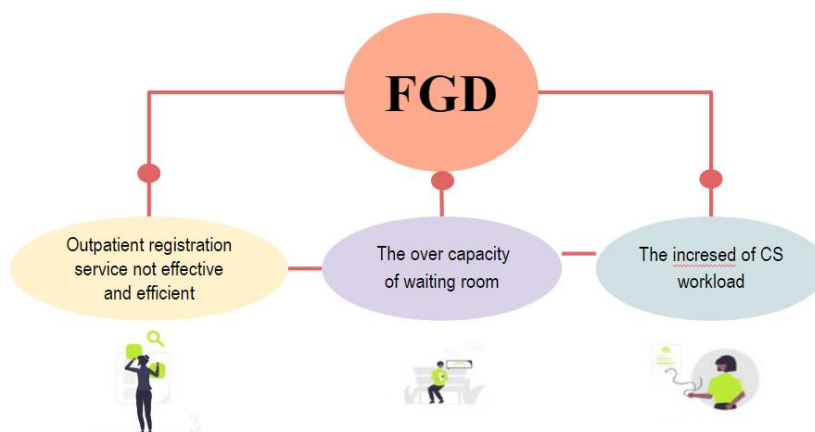 FGD
Outpatient registration
service not effective
and efficient
The over capacity
of waiting room
The incresed of CS
workload